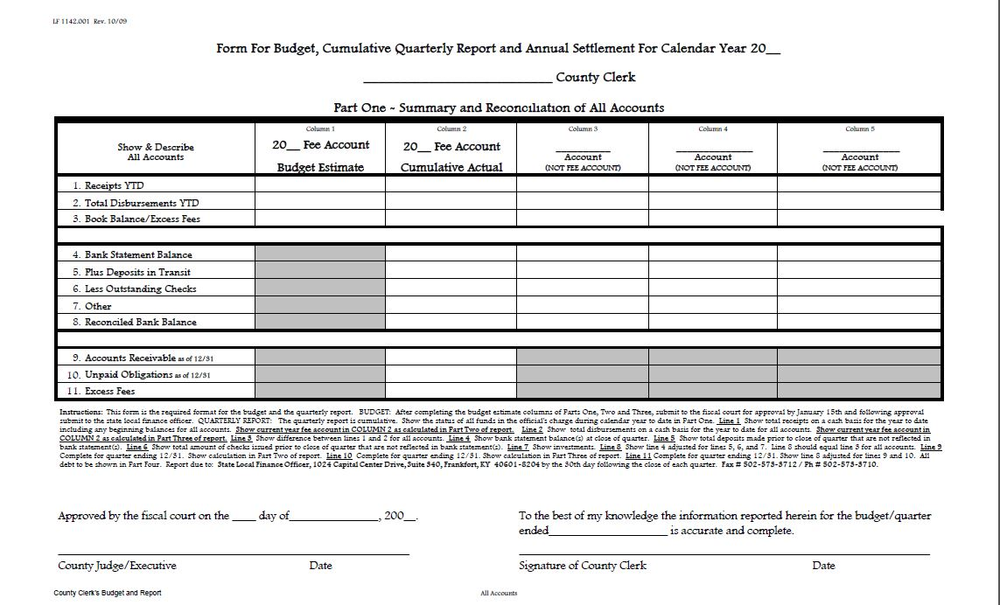 LF 1142.001 Rev. 10/09
Form For Budget, Cumulative Quarterly Report and Annual Settlement For Calendar Year 20__
__________________________ County Clerk
Part One ~ Summary and Reconciliation of All Accounts
Show & Describe
All Accounts
Column 1
20__ Fee Account
Budget Estimate
Column 2
20__ Fee Account
Cumulative Actual
Column 3
____________
Account
(NOT FEE ACCOUNT)
Column 4
____________
Account
(NOT FEE ACCOUNT)
Column 5
____________
Account
(NOT FEE ACCOUNT)
1. Receipts YTD
2. Total Disbursements YTD
3. Book Balance/Excess Fees
4. Bank Statement Balance
5. Plus Deposits in Transit
6. Less Outstanding Checks
7. Other
8. Reconciled Bank Balance
9. Accounts Receivable as of 12/31
10. Unpaid Obligations as of 12/31
11. Excess Fees
Instructions: This form is the required format for the budget and the quarterly report. BUDGET: After completing the budget estimate columns of Parts One, Two and Three, submit to the fiscal court for approval by January 15th and following approval
submit to the state local finance officer. QUARTERLY REPORT: The quarterly report is cumulative. Show the status of all funds in the official's custody during calendar year to date in Part One. Line 1 Show total receipts on a cash basis for the year to date
including any beginning balances for all accounts. Show current year fee account in COLUMN 2 as calculated in Part Two of report. Line 2 Show total disbursements on a cash basis for the year to date for all accounts. Show current year fee account in
COLUMN 2 as calculated in Part Three of report. Line 3 Show difference between lines 1 and 2 for all accounts. Line 4 Show bank statement balance(s) at close of quarter. Line 5 Show total deposits made prior to close of quarter that are not reflected in
bank statement(s). Line 6 Show total amount of checks issued prior to close of quarter that are not reflected in bank statement(s). Line 7 Show investments. Line 8 Show line 4 adjusted for lines 5, 6, and 7. Line 8 should equal line 3 for all accounts. Line 9
Complete for quarter ending 12/31. Show calculation in Part Two of report. Line 10 Complete for quarter ending 12/31. Show calculation in Part Three of report. Line 11 Complete for quarter ending 12/31. Show line 8 adjusted for lines 9 and 10. All
debt to be shown in Part Four. Report due to: State Local Finance Officer, 1024 Capital Center Drive, Suite 340, Frankfort, KY 40601-8204 by the 30th day following the close of each quarter. Fax # 502-573-3712 / Ph # 502-573-3710.
Approved by the fiscal court on the ____ day of_______________, 200__.
To the best of my knowledge the information reported herein for the budget/quarter
ended____________________ is accurate and complete.
County Judge/Executive Date
Signature of County Clerk Date
County Clerk's Budget and Report
All Accounts